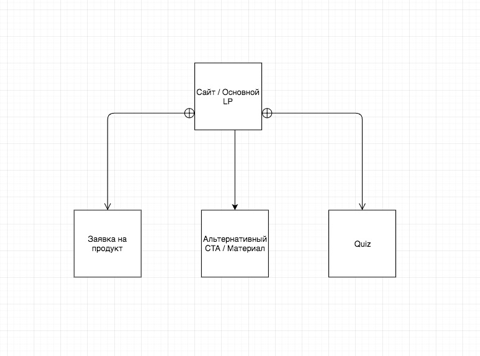 Сайт / Основной
LP
Заявка на
продукт
Альтернативный
CTA / Материал
Quiz